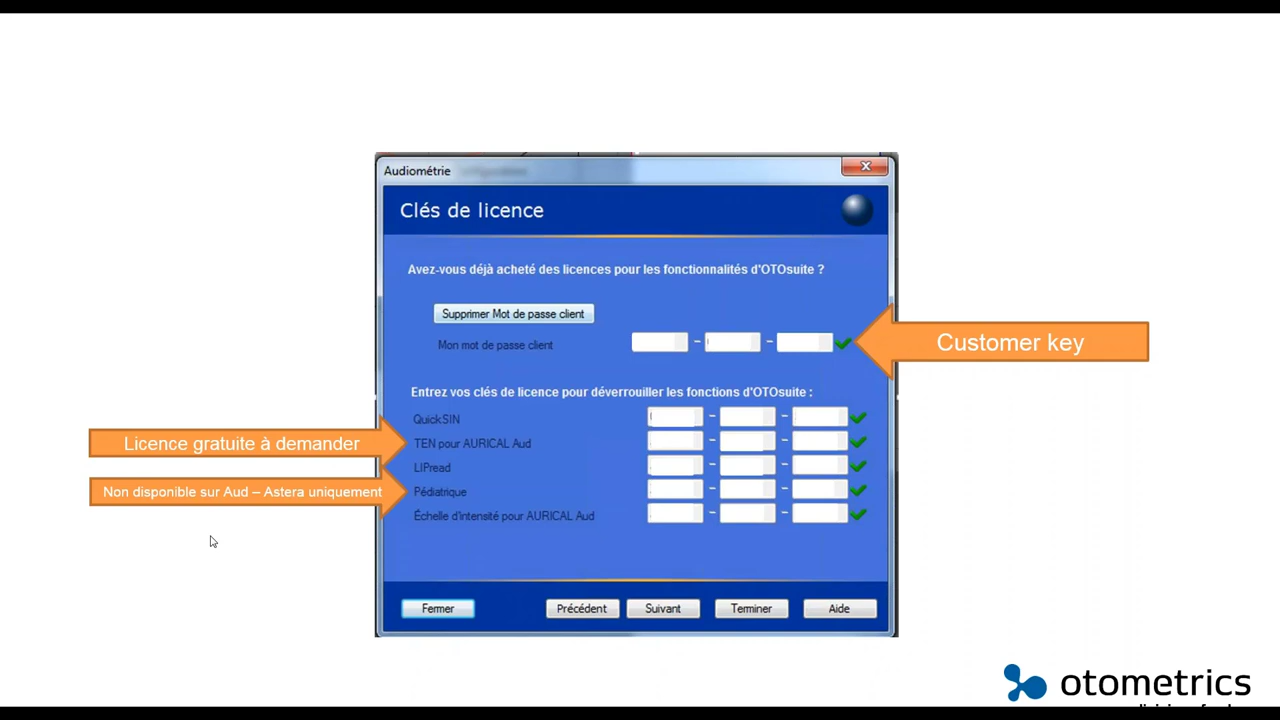 Audiométrie
Clés de licence
Avez-vous déjà acheté des licences pour les fonctionnalités d'OTOsuite ?
Supprimer Mot de passe client
Mon mot de passe client
Customer key
Entrez vos clés de licence pour déverrouiller les fonctions d'OTOsuite :
QuickSIN
Licence gratuite à demander
TEN pour AURICAL Aud
LIPread
Non disponible sur Aud – Astera uniquement
Pédiatrique
Échelle d'intensité pour AURICAL Aud
Fermer
Précédent
Suivant
Terminer
Aide
otometrics